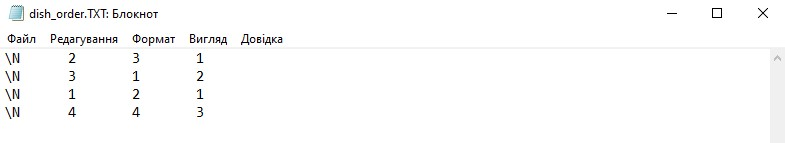 dish_order.TXT: Блокнот
Файл Редагування Формат Вигляд Довідка
\N 2 3 1
\N 3 1 2
\N 1 2 1
\N 4 4 3